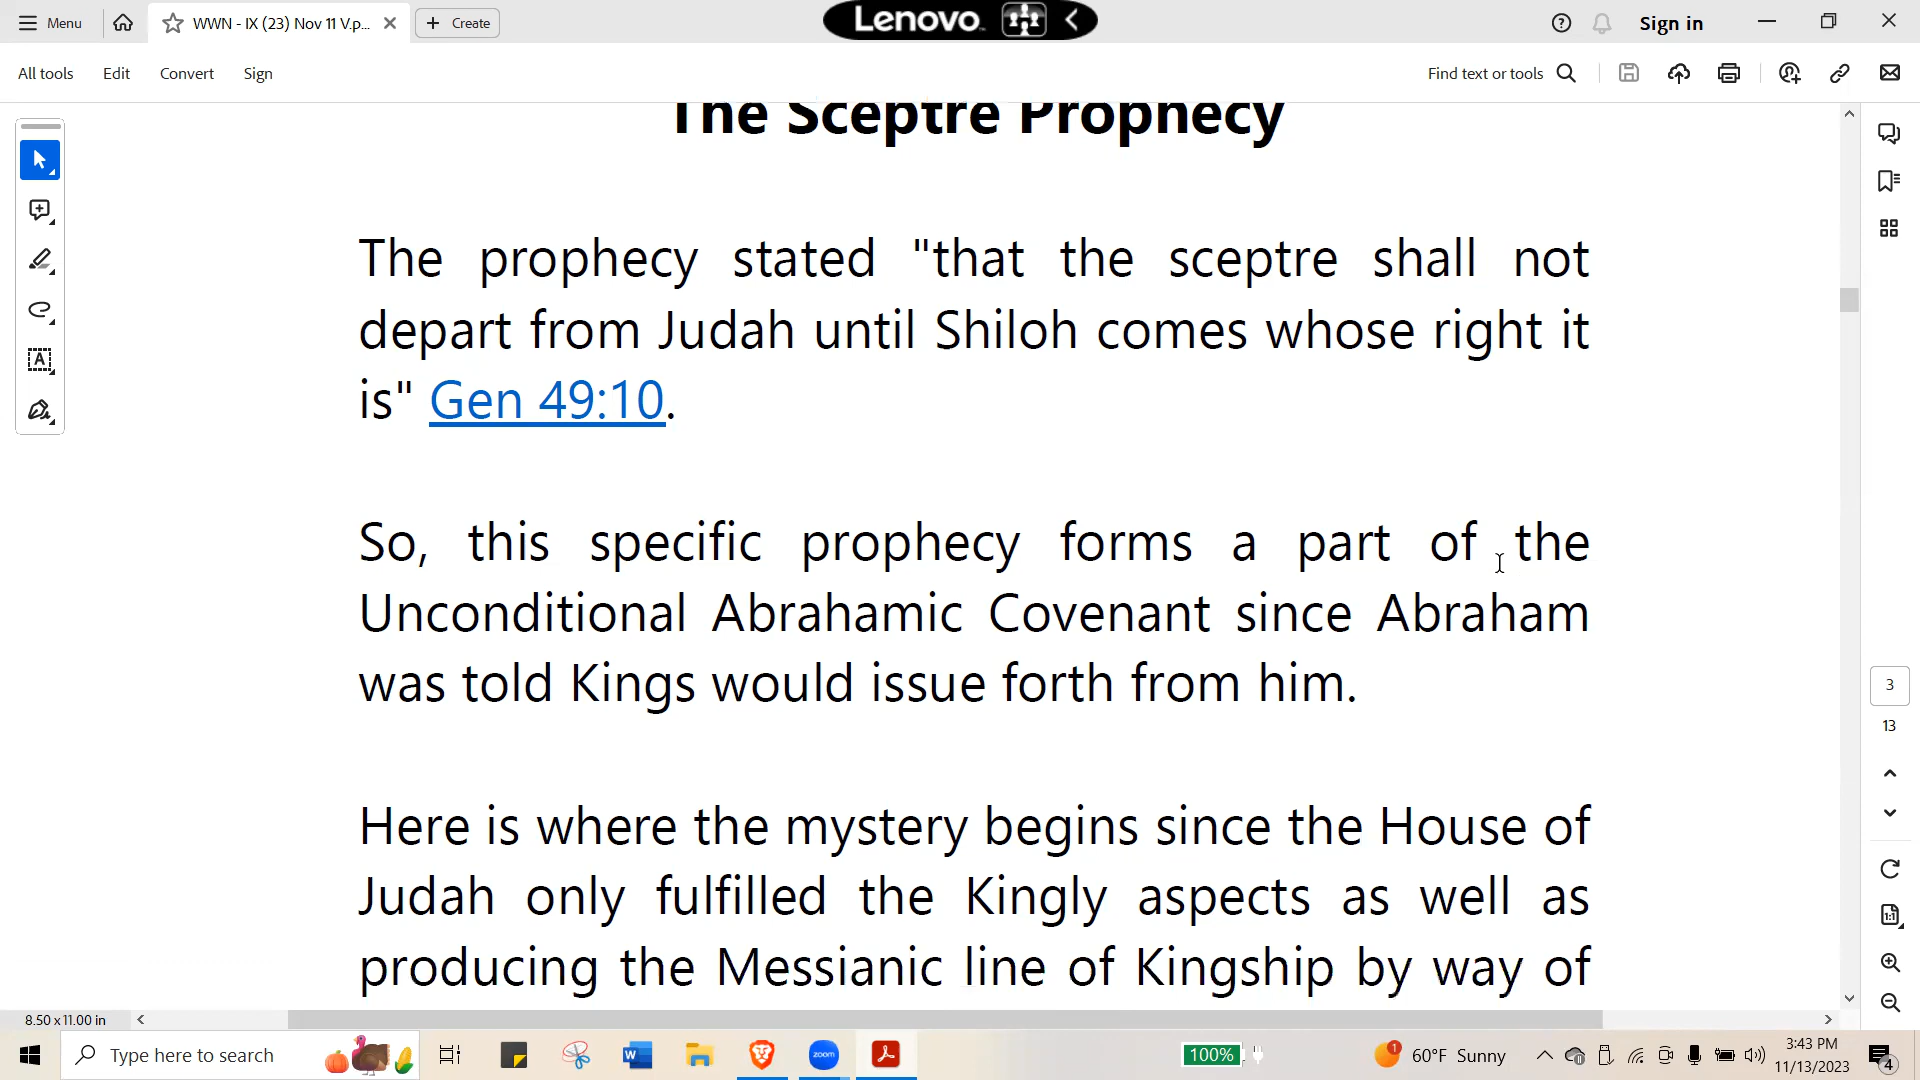 Menu
WWN - IX (23) Nov 11 V.p...
Create
Lenovo
Sign in
All tools
Edit
Convert
Sign
Find text or tools
The Sceptre Prophecy
The prophecy stated "that the sceptre shall not
depart from Judah until Shiloh comes whose right it
is" Gen 49:10.
So, this specific prophecy forms a part of the
Unconditional Abrahamic Covenant since Abraham
was told Kings would issue forth from him.
Here is where the mystery begins since the House of
Judah only fulfilled the Kingly aspects as well as
producing the Messianic line of Kingship by way of
3
13
8.50 x 11.00 in
Type here to search
zoom
100%
1
60°F Sunny
3:43 PM
11/13/2023
4